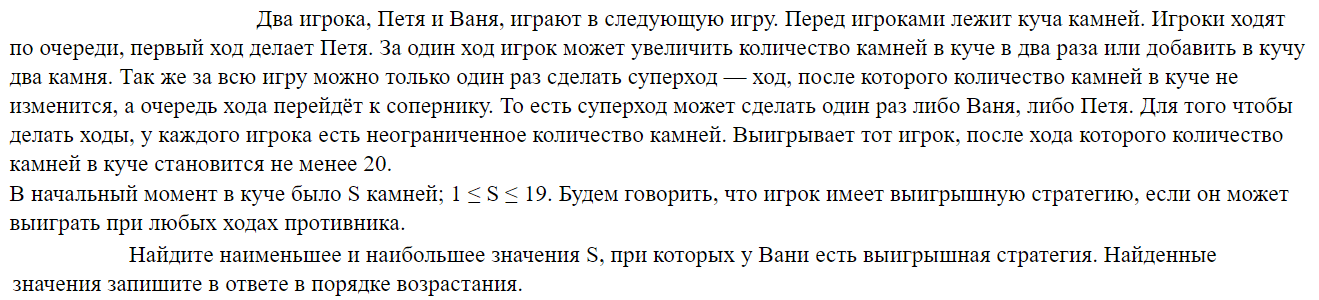 Два игрока, Петя и Ваня, играют в следующую игру. Перед игроками лежит куча камней. Игроки ходят
по очереди, первый ход делает Петя. За один ход игрок может увеличить количество камней в куче в два раза или добавить в кучу
два камня. Так же за всю игру можно только один раз сделать суперход — ход, после которого количество камней в куче не
изменится, а очередь хода перейдёт к сопернику. То есть суперход может сделать один раз либо Ваня, либо Петя. Для того чтобы
делать ходы, у каждого игрока есть неограниченное количество камней. Выигрывает тот игрок, после хода которого количество
камней в куче становится не менее 20.
В начальный момент в куче было S камней; 1 ≤ S ≤ 19. Будем говорить, что игрок имеет выигрышную стратегию, если он может
выиграть при любых ходах противника.
Найдите наименьшее и наибольшее значения S, при которых у Вани есть выигрышная стратегия. Найденные
значения запишите в ответе в порядке возрастания.